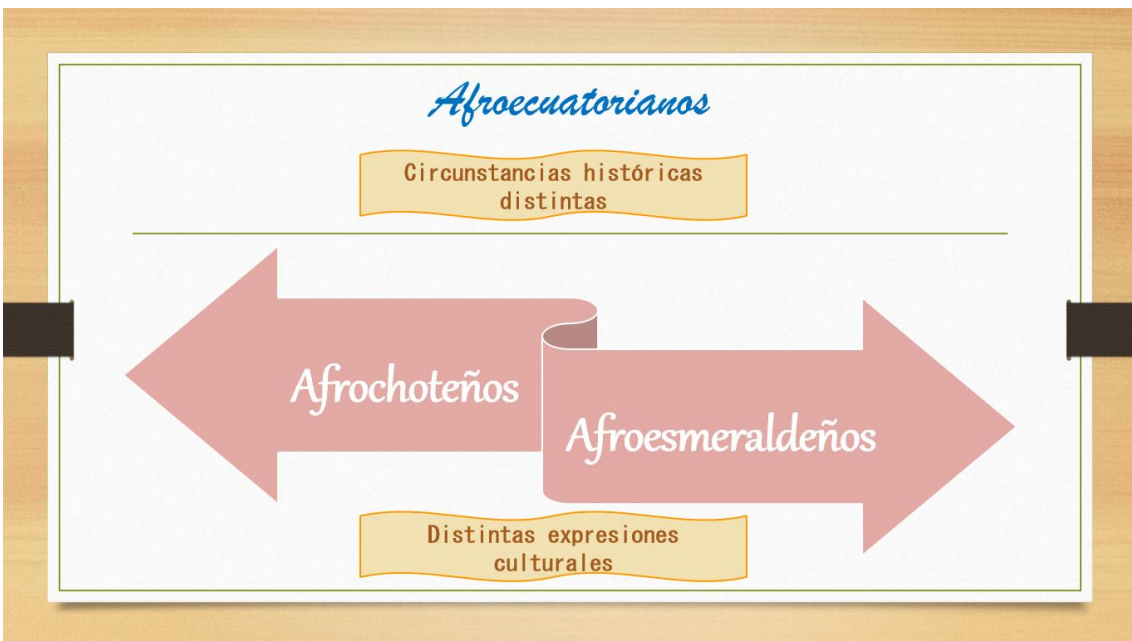 Afroecuatorianos
Circunstancias históricas
distintas
Afrochoteños
Afroesmeraldeños
Distintas expresiones
culturales